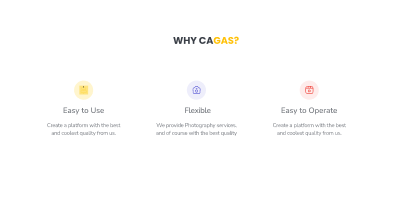 WHY CAGAS?
Easy to Use
Flexible
Easy to Operate
Create a platform with the best
and coolest quality from us.
We provide Photography services,
and of course with the best quality
Create a platform with the best
and coolest quality from us.